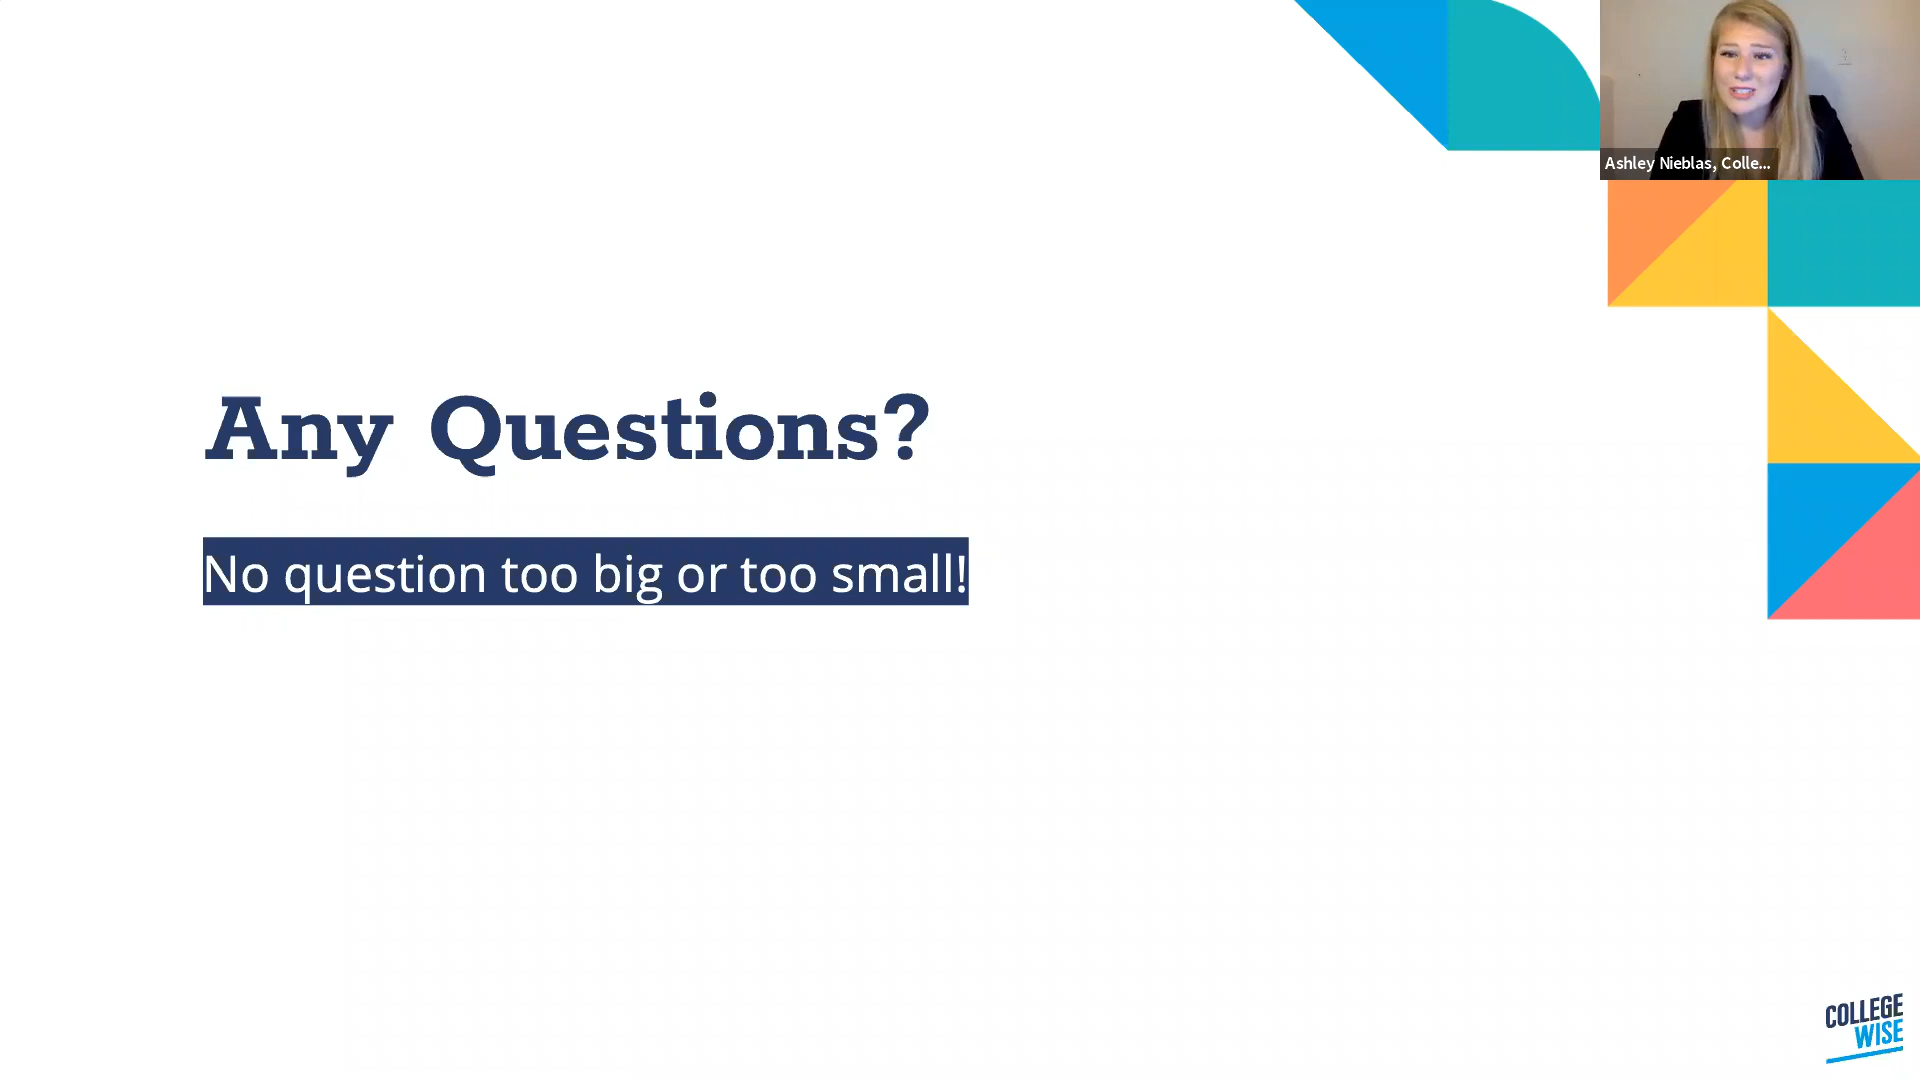 Ashley Nieblas, Colle...
Any Questions?
No question too big or too small!
COLLEGE
WISE